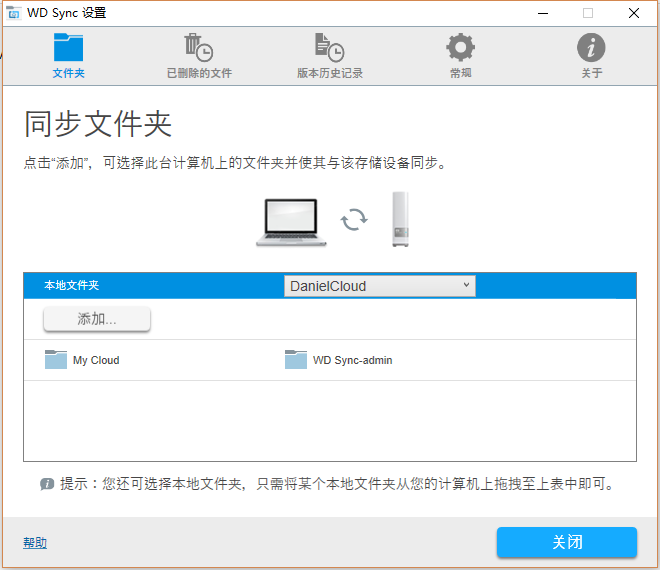 WD Sync 设置
文件夹
已删除的文件
版本历史记录
常规
关于
同步文件夹
点击“添加”，可选择此台计算机上的文件夹并使其与该存储设备同步。
本地文件夹
DanielCloud
添加...
My Cloud
WD Sync-admin
提示：您还可选择本地文件夹，只需将某个本地文件夹从您的计算机上拖拽至上表中即可。
帮助
关闭